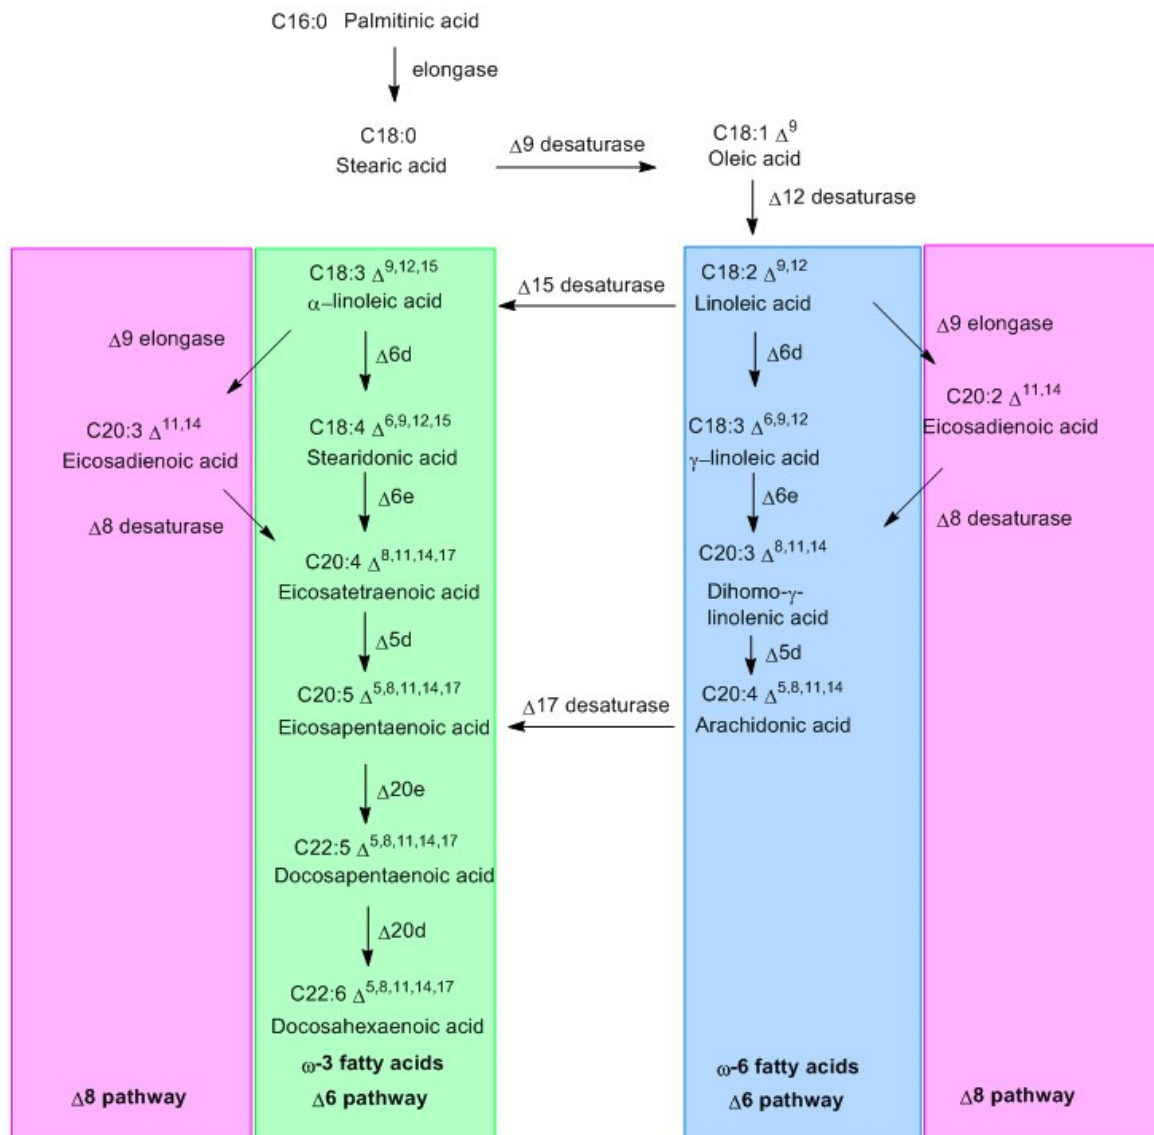 C16:0 Palmitinic acid
elongase
C18:0
Stearic acid
Δ9 desaturase
C18:1 Δ9
Oleic acid
Δ12 desaturase
C18:3 Δ9,12,15
α–linoleic acid
Δ15 desaturase
C18:2 Δ9,12
Linoleic acid
Δ9 elongase
Δ6d
Δ6d
Δ9 elongase
C20:3 Δ11,14
Eicosadienoic acid
C18:4 Δ6,9,12,15
Stearidonic acid
C18:3 Δ6,9,12
γ–linoleic acid
C20:2 Δ11,14
Eicosadienoic acid
Δ8 desaturase
Δ6e
Δ6e
Δ8 desaturase
C20:4 Δ8,11,14,17
Eicosatetraenoic acid
C20:3 Δ8,11,14
Dihomo-γ-
linolenic acid
Δ5d
Δ5d
C20:5 Δ5,8,11,14,17
Eicosapentaenoic acid
Δ17 desaturase
C20:4 Δ5,8,11,14
Arachidonic acid
Δ20e
C22:5 Δ5,8,11,14,17
Docosapentaenoic acid
Δ20d
C22:6 Δ5,8,11,14,17
Docosahexaenoic acid
ω-3 fatty acids
ω-6 fatty acids
Δ8 pathway
Δ6 pathway
Δ6 pathway
Δ8 pathway